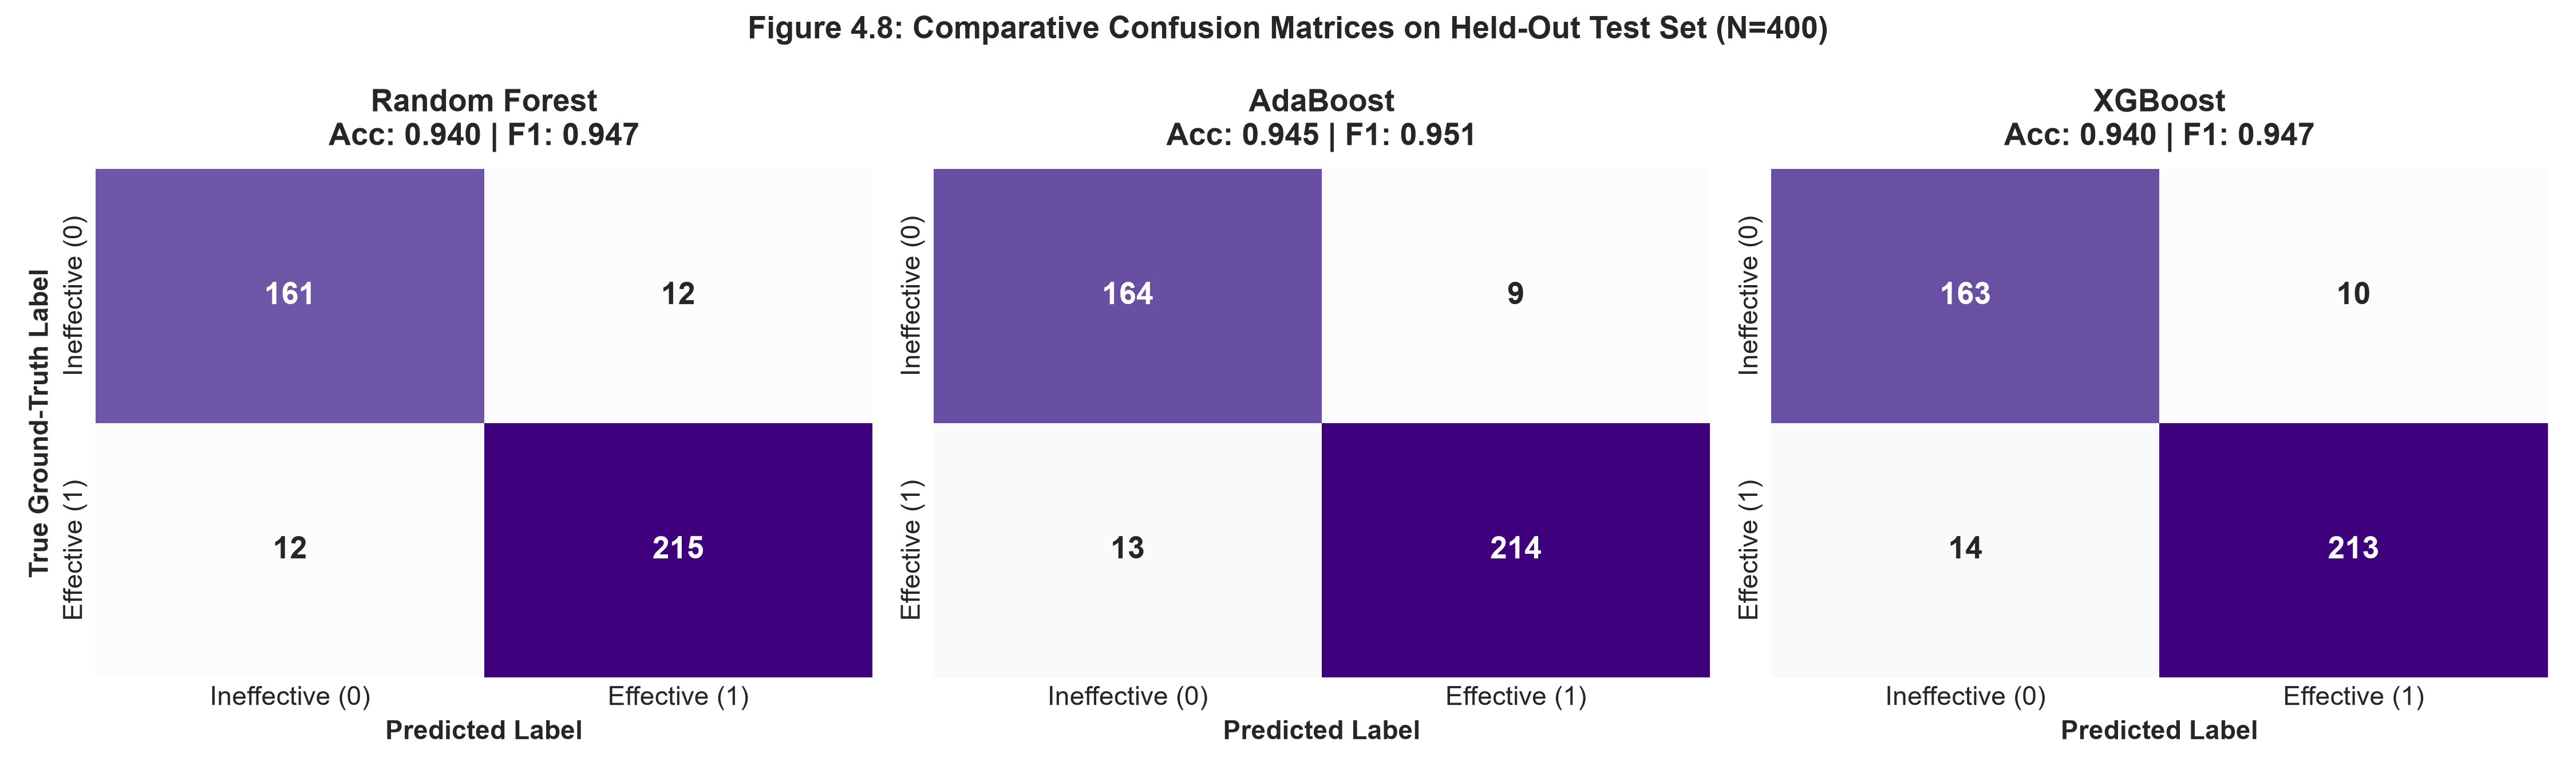 Figure 4.8: Comparative Confusion Matrices on Held-Out Test Set (N=400)
Random Forest
Acc: 0.940 | F1: 0.947
True Ground-Truth Label
Ineffective (0)
161
12
Effective (1)
12
215
Ineffective (0)
Effective (1)
Predicted Label
AdaBoost
Acc: 0.945 | F1: 0.951
Ineffective (0)
164
9
Effective (1)
13
214
Ineffective (0)
Effective (1)
Predicted Label
XGBoost
Acc: 0.940 | F1: 0.947
Ineffective (0)
163
10
Effective (1)
14
213
Ineffective (0)
Effective (1)
Predicted Label